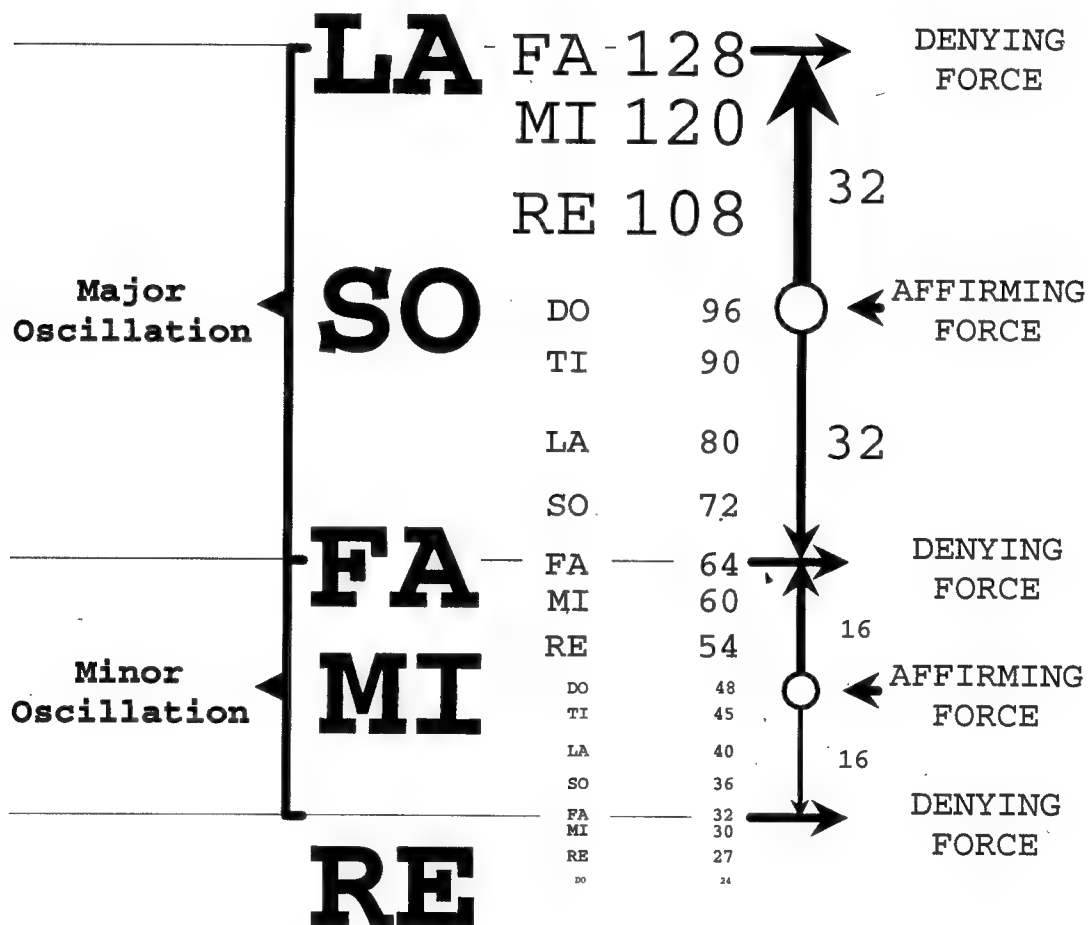 LA FA 128 DENYING
FORCE
MI 120
32
RE 108
Major
Oscillation
SO DO 96 AFFIRMING
FORCE
TI 90
LA 80 32
SO 72
FA FA 64 DENYING
FORCE
MI 60
16
RE 54
Minor
Oscillation
MI DO 48 AFFIRMING
FORCE
TI 45
LA 40 16
SO 36
FA 32 DENYING
FORCE
MI 30
RE RE 27
DO 24